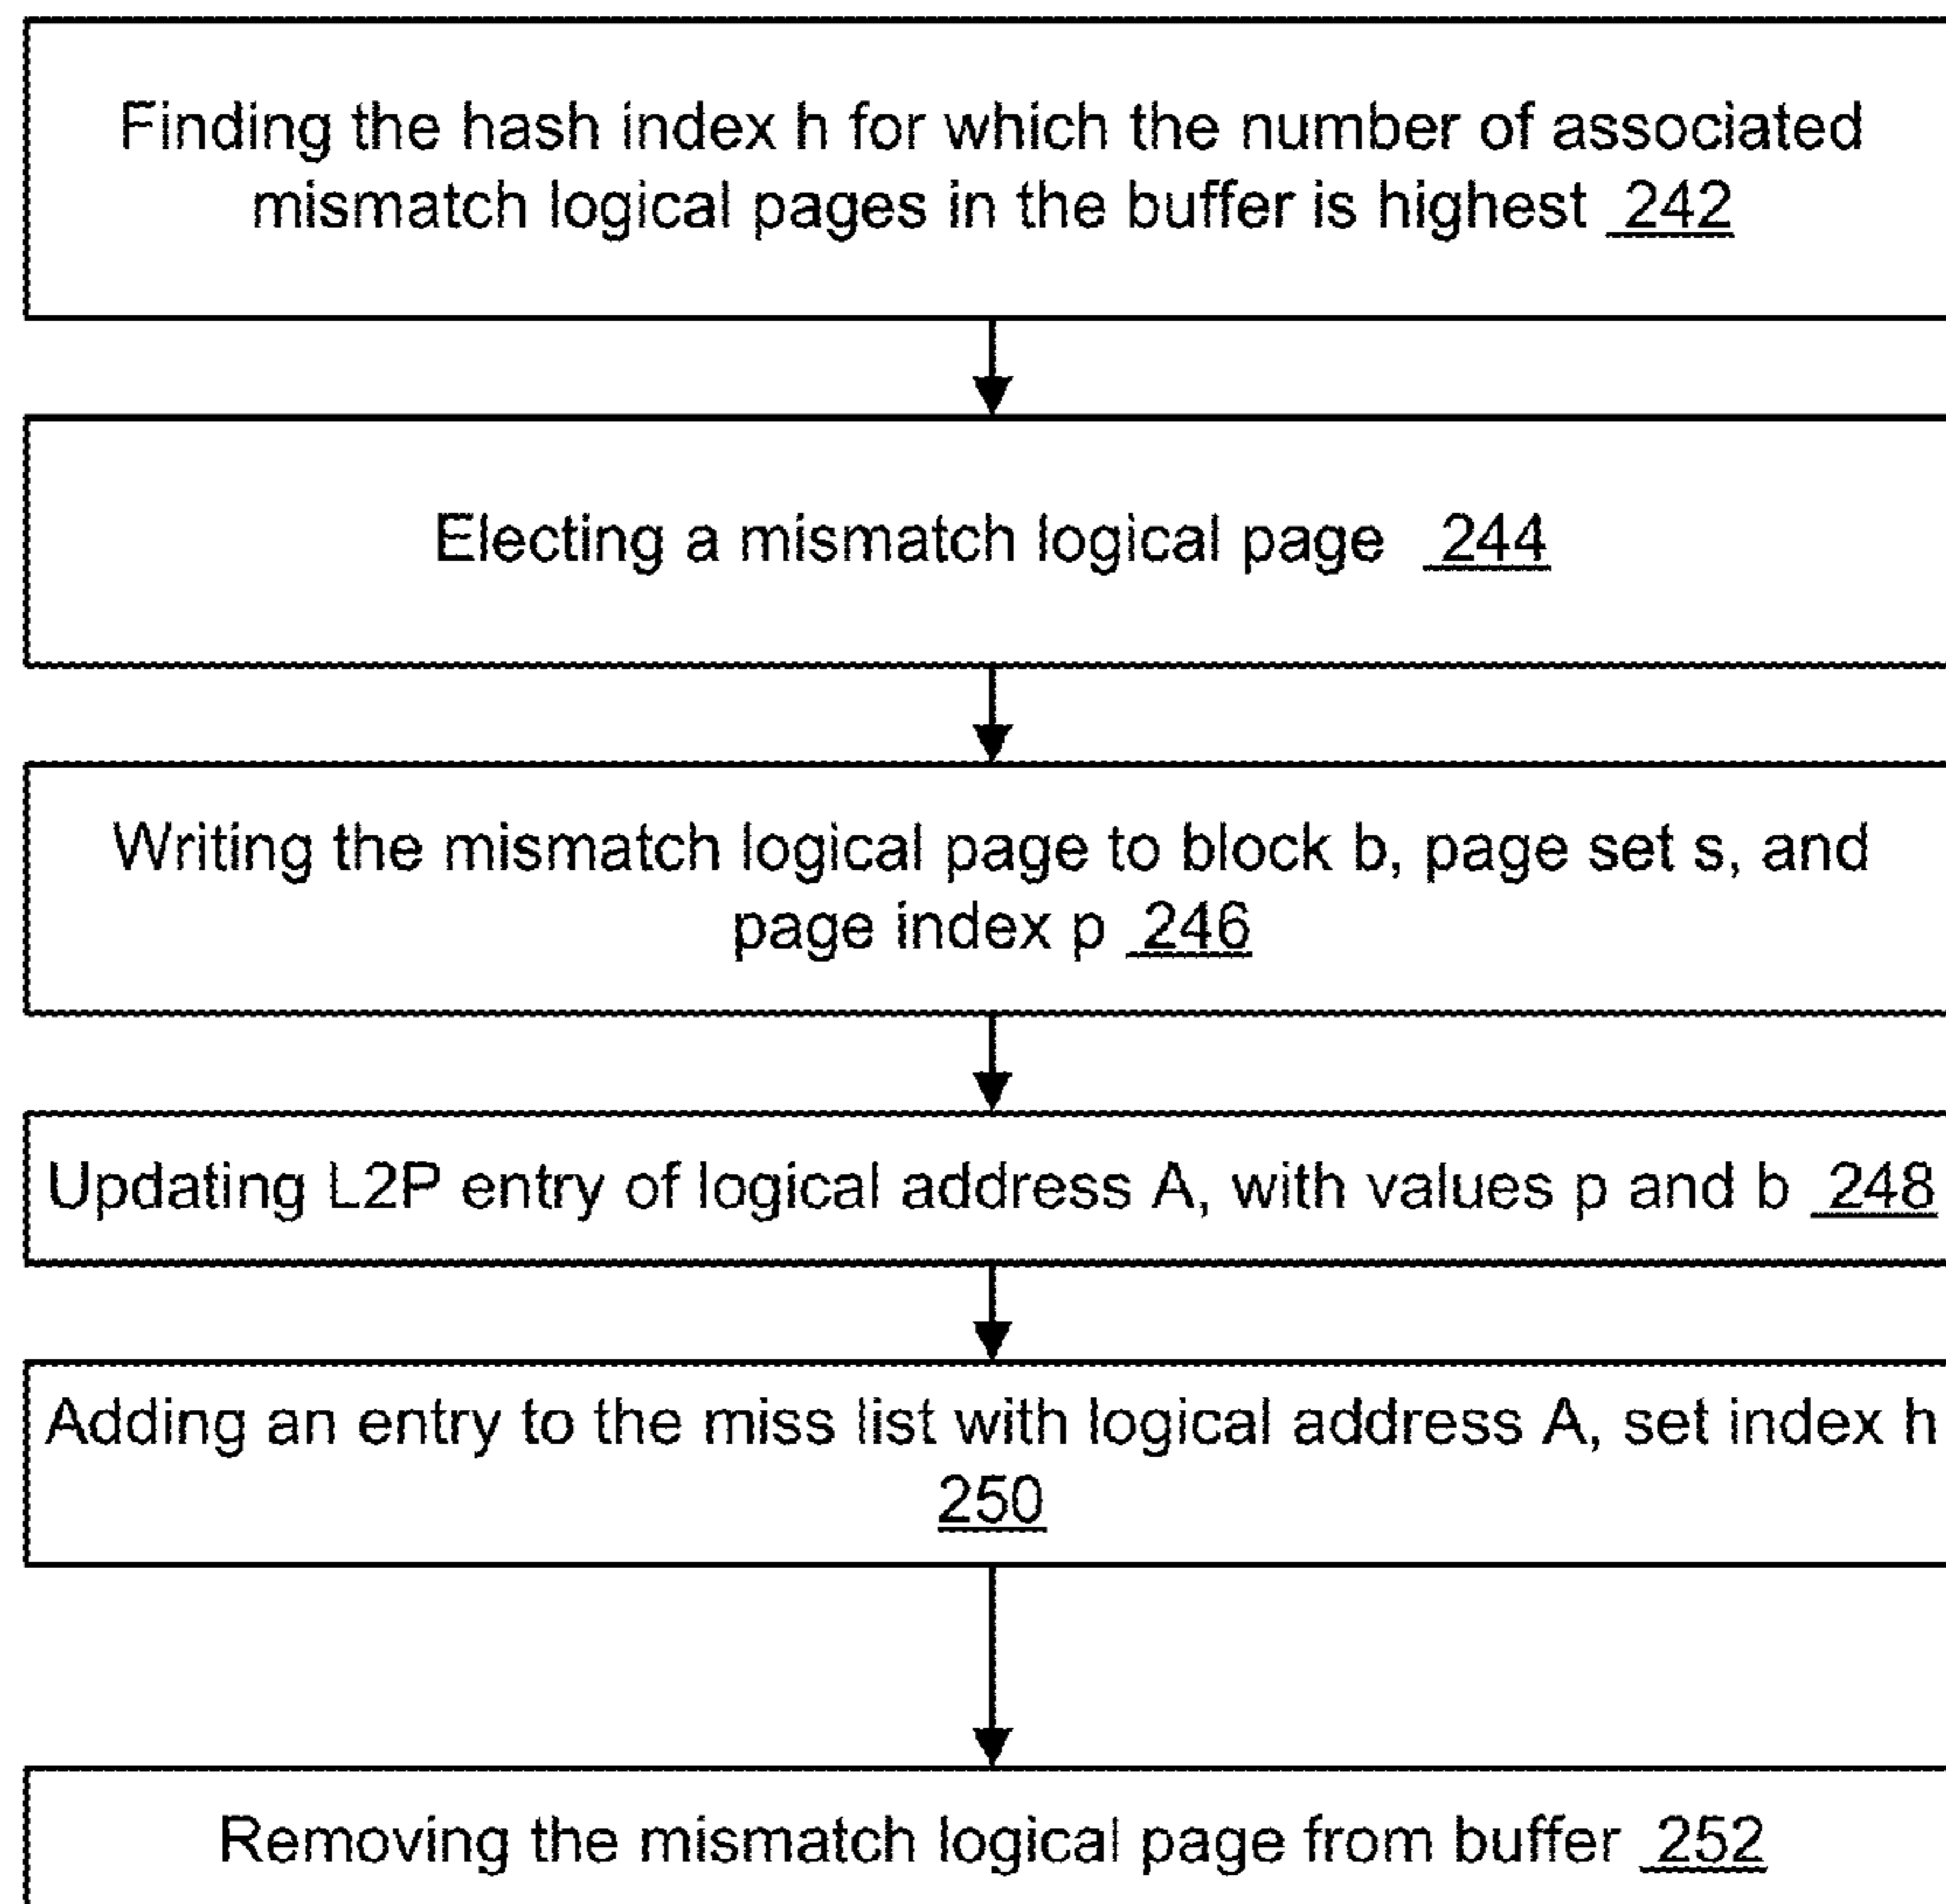 Finding the hash index h for which the number of associated
mismatch logical pages in the buffer is highest 242
Electing a mismatch logical page 244
Writing the mismatch logical page to block b, page set s, and
page index p 246
Updating L2P entry of logical address A, with values p and b 248
Adding an entry to the miss list with logical address A, set index h
250
Removing the mismatch logical page from buffer 252